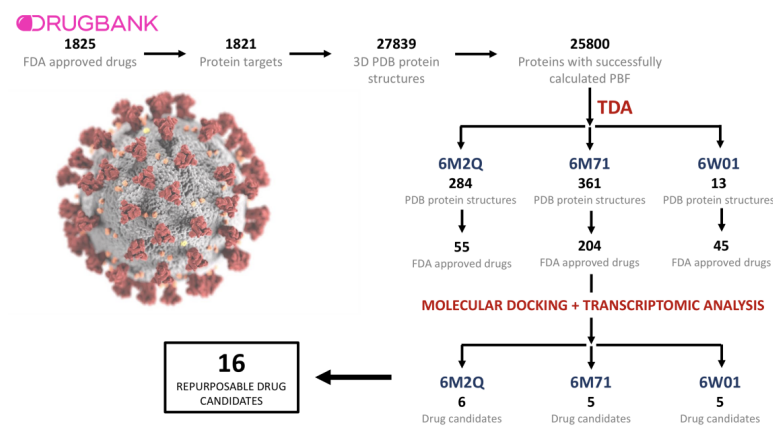 DRUGBANK
1825
FDA approved drugs
1821
Protein targets
27839
3D PDB protein
structures
25800
Proteins with successfully
calculated PBF
TDA
6M2Q
284
PDB protein structures
55
FDA approved drugs
6M71
361
PDB protein structures
204
FDA approved drugs
6W01
13
PDB protein structures
45
FDA approved drugs
MOLECULAR DOCKING + TRANSCRIPTOMIC ANALYSIS
6M2Q
6
Drug candidates
6M71
5
Drug candidates
6W01
5
Drug candidates
16
REPURPOSABLE DRUG
CANDIDATES